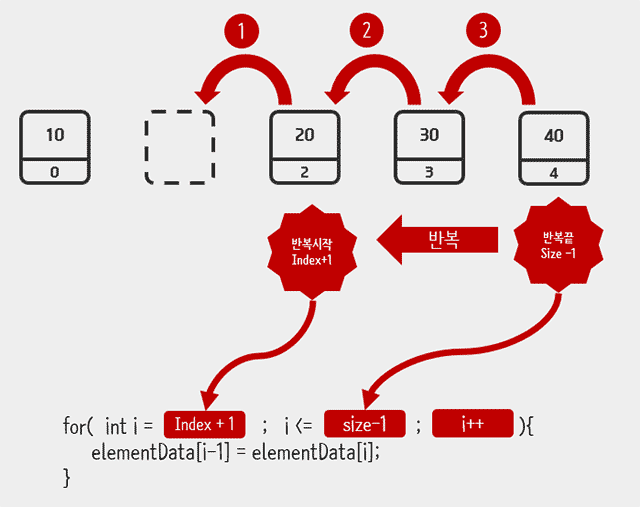 1 2 3
10 20 30 40
0 2 3 4
반복시작
Index+1
반복
반복끝
Size -1
for( int i = Index + 1 ; i <= size-1 ; i++ ){
elementData[i-1] = elementData[i];
}